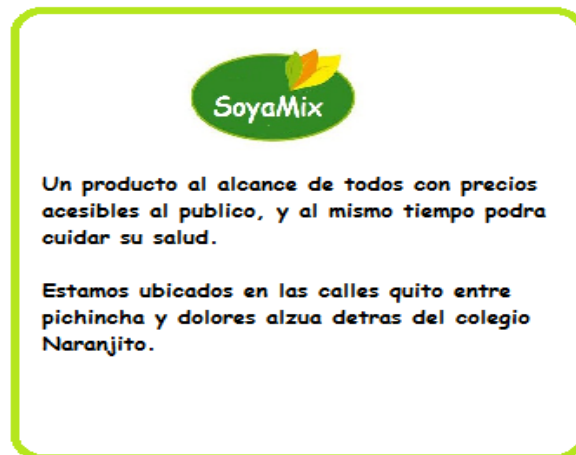 SoyaMix
Un producto al alcance de todos con precios
acesibles al publico, y al mismo tiempo podra
cuidar su salud.
Estamos ubicados en las calles quito entre
pichincha y dolores alzua detras del colegio
Naranjito.